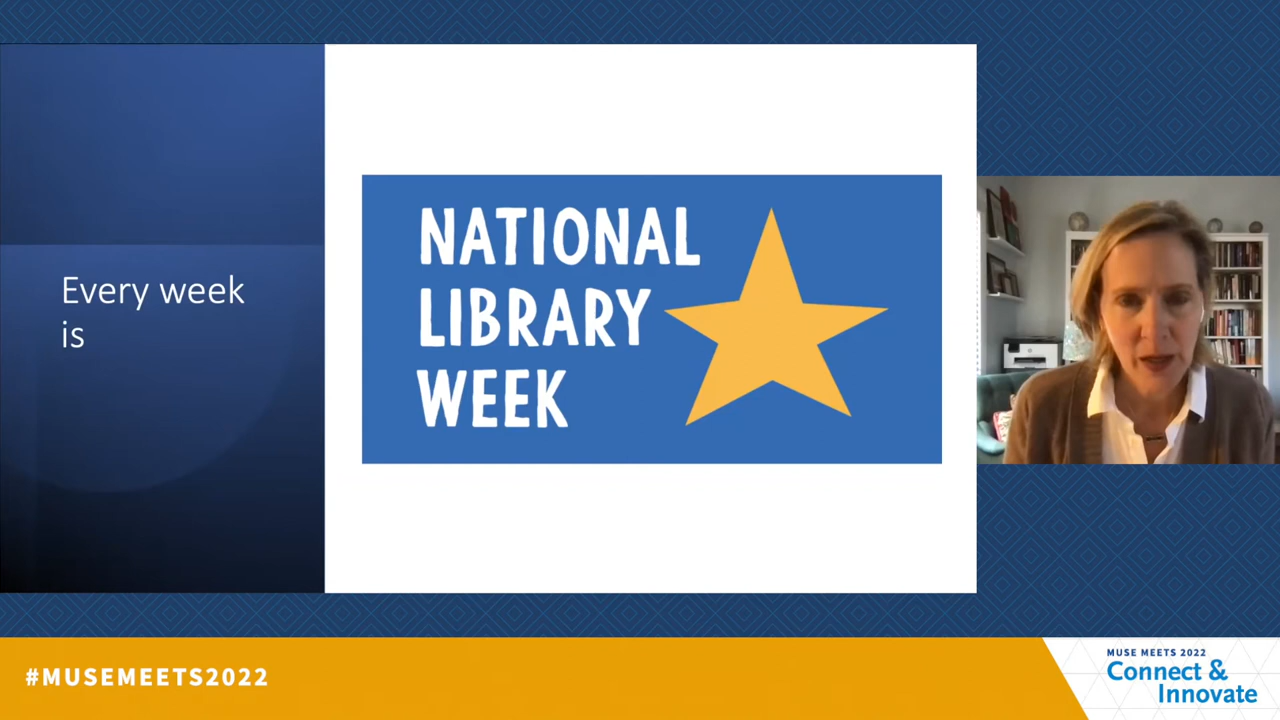 Every week
is
NATIONAL
LIBRARY
WEEK
#MUSEMEETS2022
MUSE MEETS 2022
Connect &
Innovate